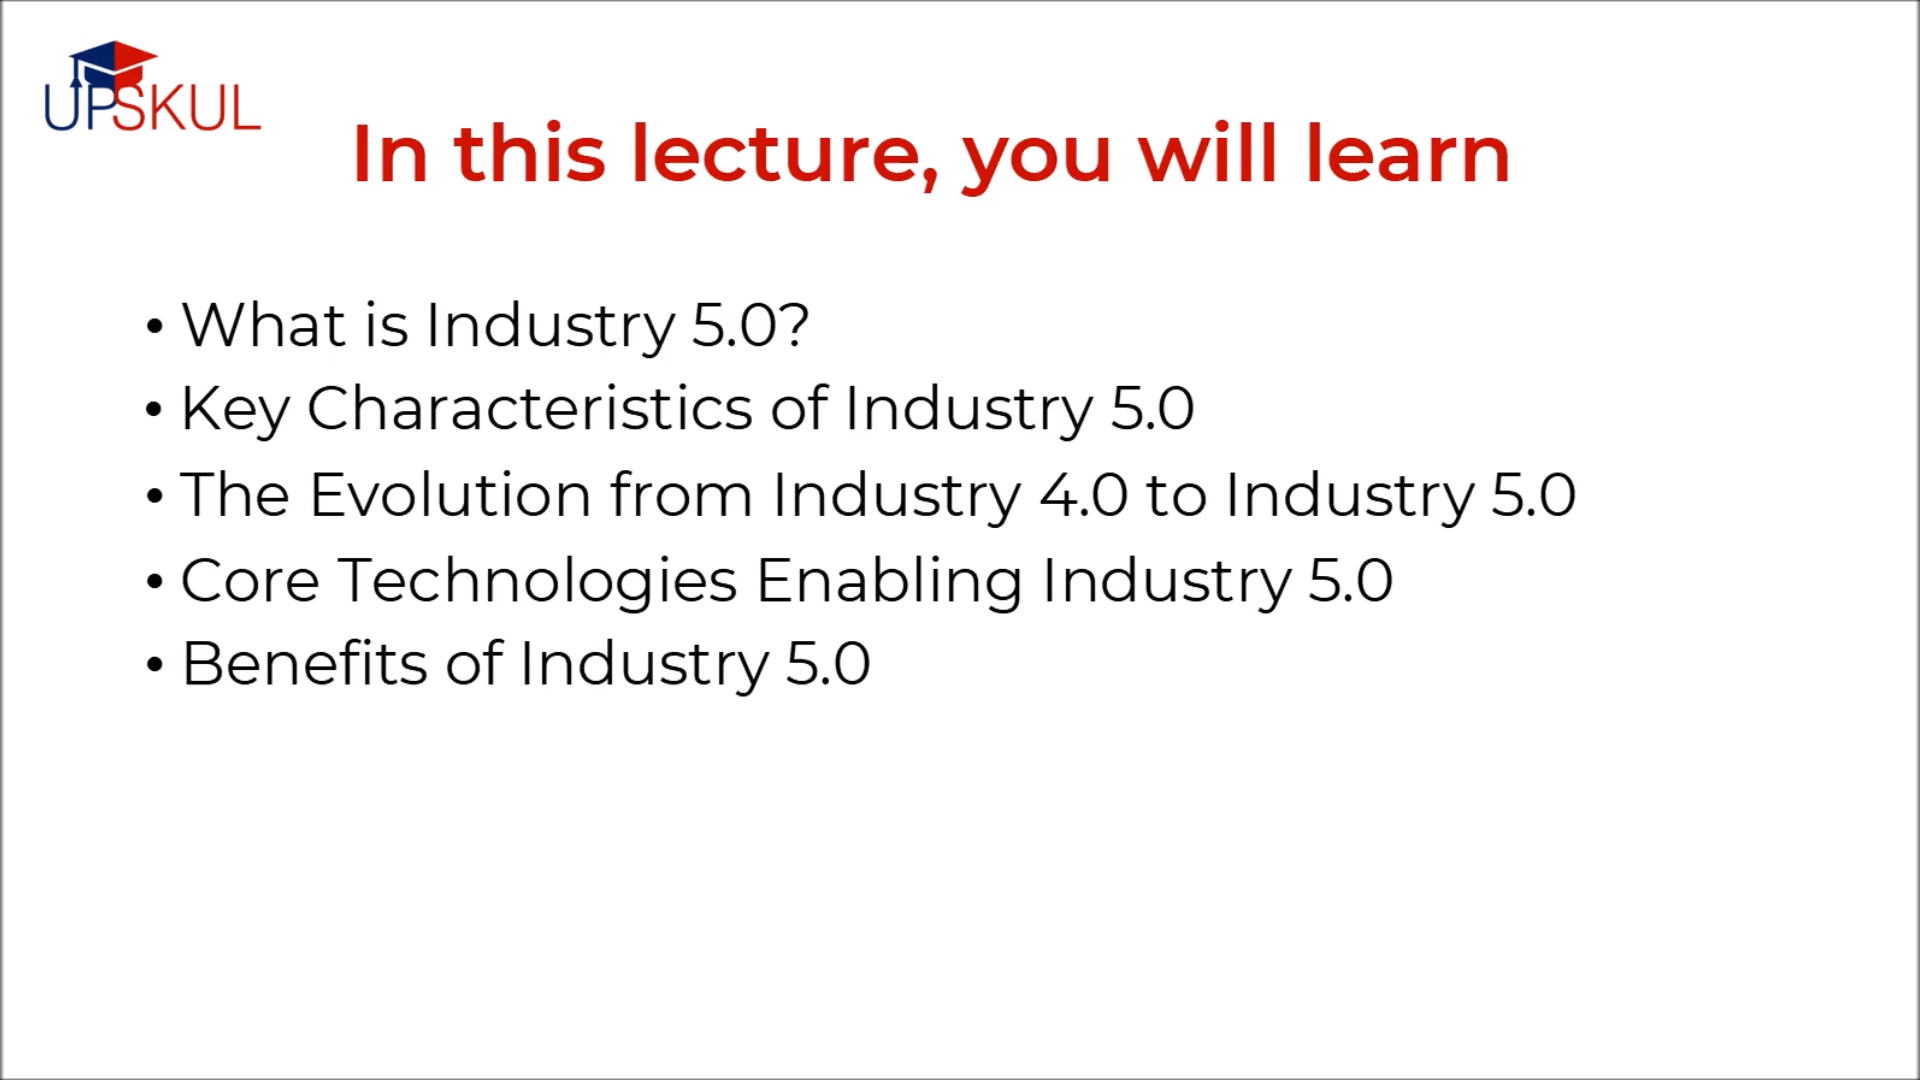 UPSKUL
In this lecture, you will learn
• What is Industry 5.0?
• Key Characteristics of Industry 5.0
• The Evolution from Industry 4.0 to Industry 5.0
• Core Technologies Enabling Industry 5.0
• Benefits of Industry 5.0